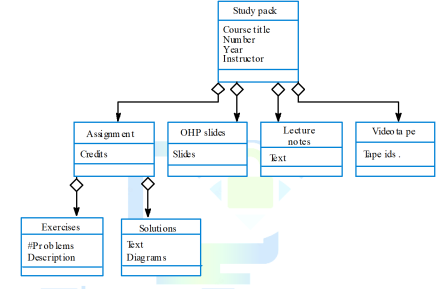 Study pack
Course title
Number
Year
Instructor
Assignment
Credits
OHP slides
Slides
Lecture
notes
Text
Videotape
Tape ids.
Exercises
#Problems
Description
Solutions
Text
Diagrams